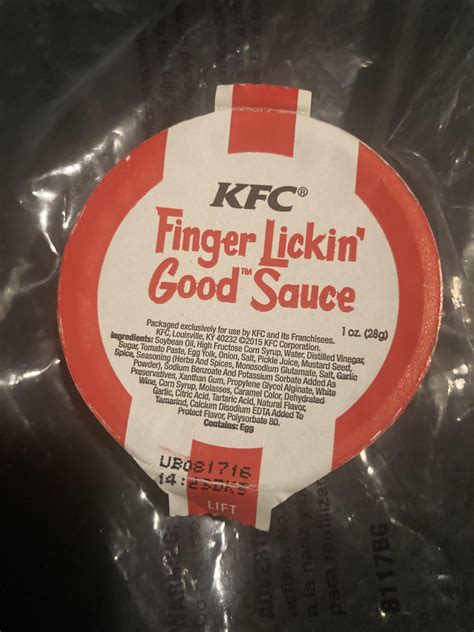 KFC®
Finger Lickin'
Good™ Sauce
1 oz. (28g)
Packaged exclusively for use by KFC and its Franchisees.
KFC, Louisville, KY 40232 ©2015 KFC Corporation.
Ingredients: Soybean Oil, High Fructose Corn Syrup, Water, Distilled Vinegar,
Sugar, Tomato Paste, Egg Yolk, Onion, Salt, Pickle Juice, Mustard Seed,
Spice, Seasoning (Herbs And Spices, Monosodium Glutamate, Salt, Garlic
Powder), Sodium Benzoate And Potassium Sorbate Added As
Preservatives, Xanthan Gum, Propylene Glycol Alginate, White
Wine, Corn Syrup, Molasses, Caramel Color, Dehydrated
Garlic, Citric Acid, Tartaric Acid, Natural Flavor,
Tamarind, Calcium Disodium EDTA Added To
Protect Flavor, Polysorbate 80.
Contains: Egg
UB081716
LIFT
a la nariz
para reutilizar
8117BG